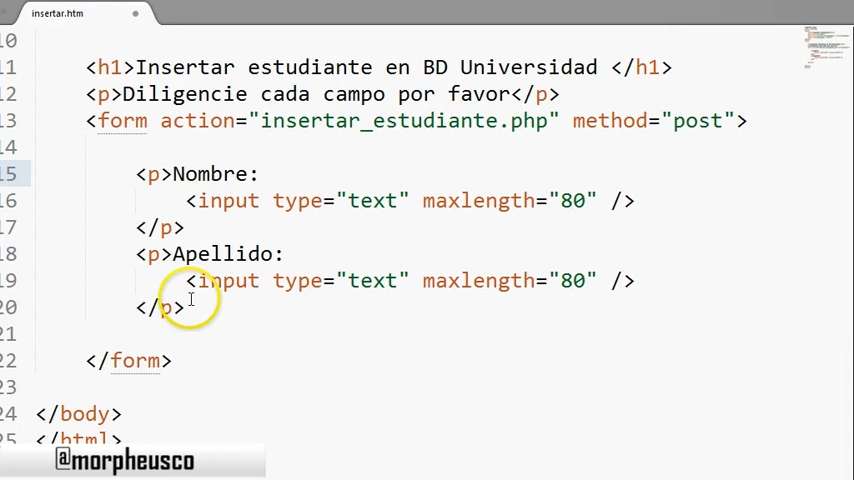 insertar.htm
10
11 <h1>Insertar estudiante en BD Universidad </h1>
12 <p>Diligencie cada campo por favor</p>
13 <form action="insertar_estudiante.php" method="post">
14
15 <p>Nombre:
16 <input type="text" maxlength="80" />
17 </p>
18 <p>Apellido:
19 <input type="text" maxlength="80" />
20 </p>
21
22 </form>
23
24 </body>
25 </html>
@morpheusco